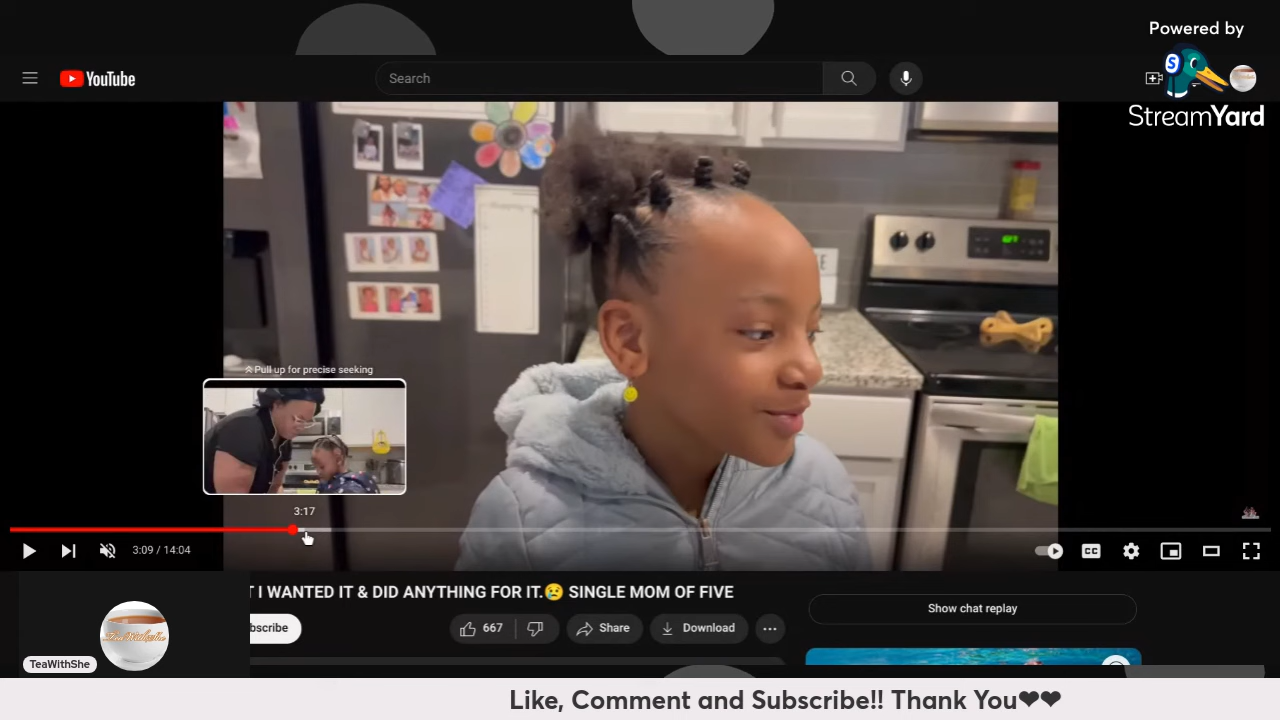 Powered by
YouTube
Search
StreamYard
Pull up for precise seeking
3:17
3:09 / 14:04
CC
T I WANTED IT & DID ANYTHING FOR IT.😢 SINGLE MOM OF FIVE
bscribe
667
Share
Download
Show chat replay
TeaWithShe
Like, Comment and Subscribe!! Thank You❤❤